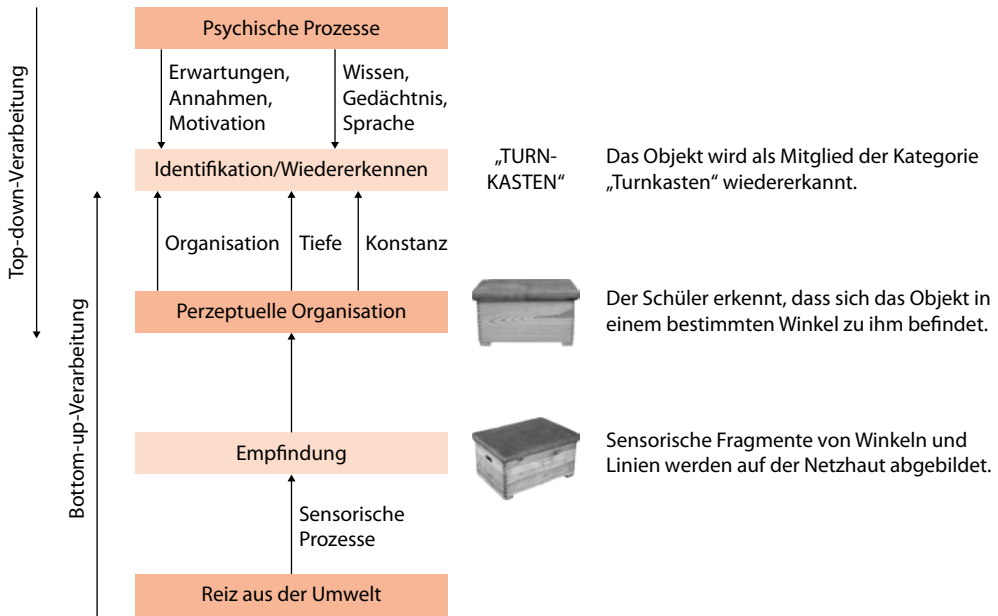 Psychische Prozesse
Erwartungen,
Annahmen,
Motivation
Wissen,
Gedächtnis,
Sprache
Top-down-Verarbeitung
Identifikation/Wiedererkennen
„TURN-
KASTEN“
Das Objekt wird als Mitglied der Kategorie
„Turnkasten“ wiedererkannt.
Organisation
Tiefe
Konstanz
Perzeptuelle Organisation
Der Schüler erkennt, dass sich das Objekt in
einem bestimmten Winkel zu ihm befindet.
Bottom-up-Verarbeitung
Empfindung
Sensorische Fragmente von Winkeln und
Linien werden auf der Netzhaut abgebildet.
Sensorische
Prozesse
Reiz aus der Umwelt